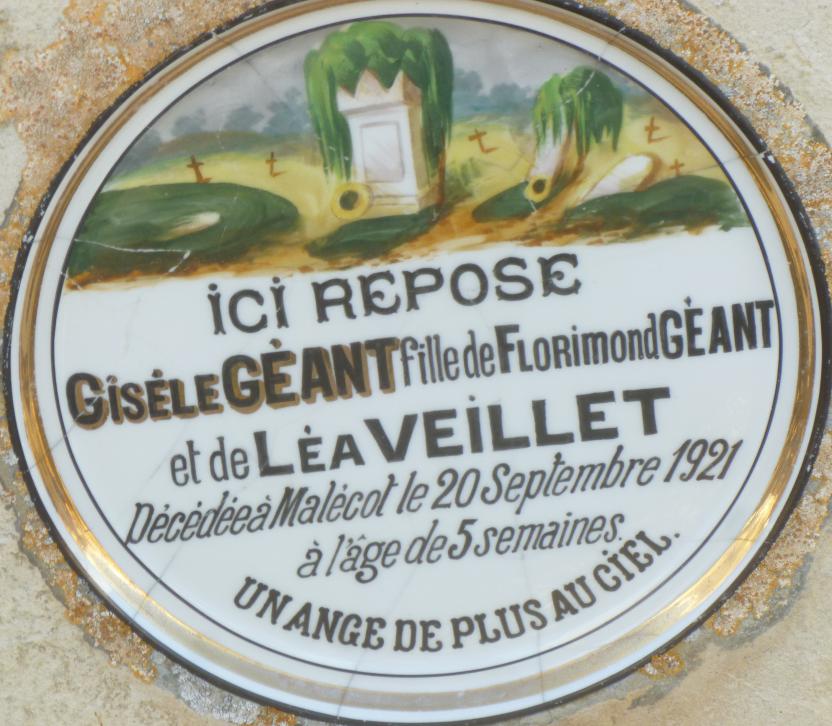 ICI REPOSE
GISÉLE GÉANT fille de FLORIMOND GÉANT
et de LÉA VEILLET
Décédée à Malécot le 20 Septembre 1921
à l'âge de 5 semaines.
UN ANGE DE PLUS AU CIEL.